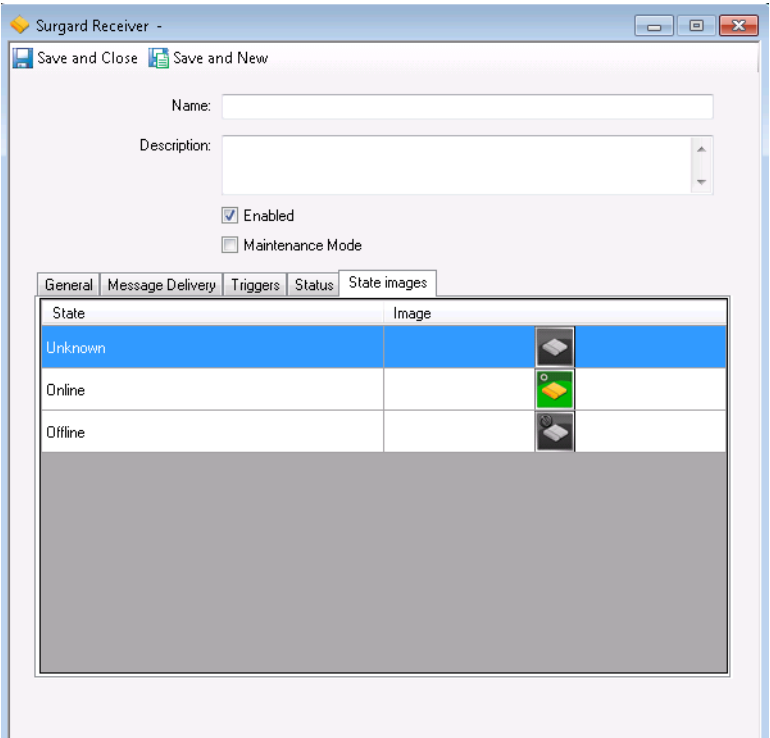 Surgard Receiver -
Save and Close Save and New
Name:
Description:
Enabled
Maintenance Mode
General Message Delivery Triggers Status State images
State Image
Unknown
Online
Offline